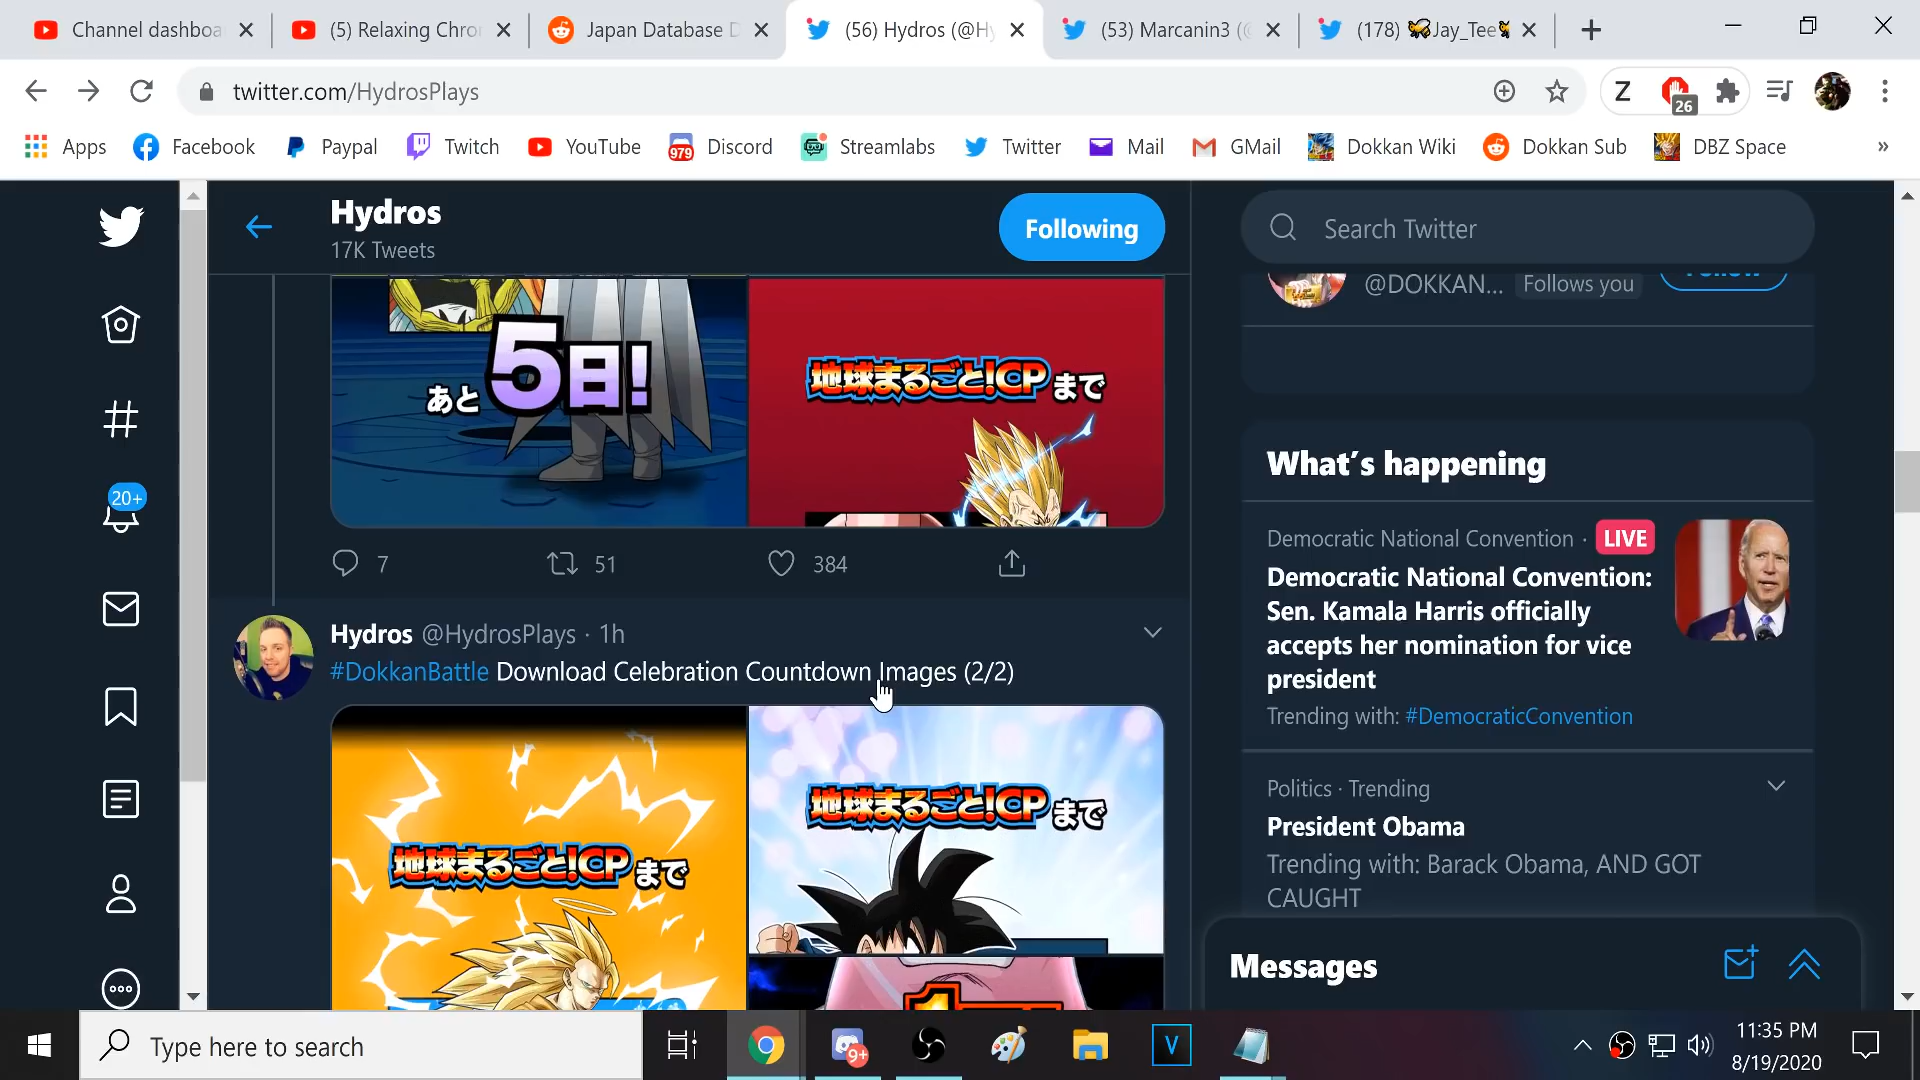 Channel dashboa
(5) Relaxing Chro
Japan Database D
(56) Hydros (@Hy
(53) Marcanin3 (@
(178) 🐝Jay_Tee🐝
twitter.com/HydrosPlays
Z
26
Apps
Facebook
Paypal
Twitch
YouTube
979
Discord
Streamlabs
Twitter
Mail
GMail
Dokkan Wiki
Dokkan Sub
DBZ Space
»
Hydros
17K Tweets
Following
Search Twitter
@DOKKAN...
Follows you
Follow
あと5日!
地球まるごと!CPまで
20+
7
51
384
Hydros @HydrosPlays · 1h
#DokkanBattle Download Celebration Countdown Images (2/2)
地球まるごと!CPまで
地球まるごと!CPまで
1
What's happening
Democratic National Convention · LIVE
Democratic National Convention:
Sen. Kamala Harris officially
accepts her nomination for vice
president
Trending with: #DemocraticConvention
Politics · Trending
President Obama
Trending with: Barack Obama, AND GOT
CAUGHT
Messages
Type here to search
9+
V
11:35 PM
8/19/2020